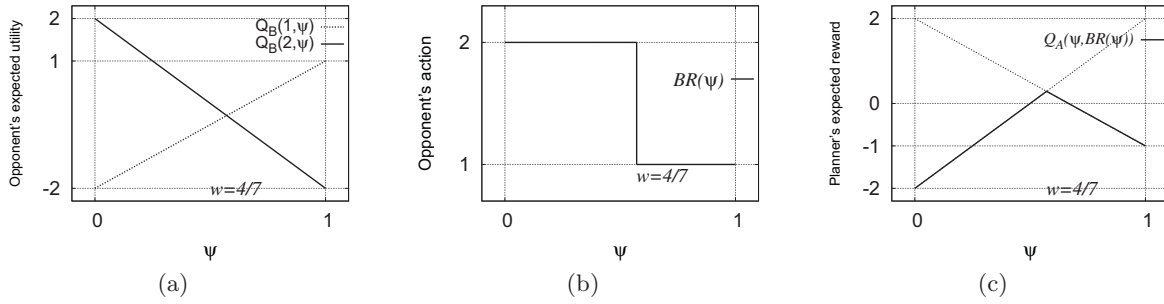 Opponent's expected utility
2
1
-2
Q_B(1,ψ)
Q_B(2,ψ)
w=4/7
0
1
ψ
(a)
Opponent's action
2
1
BR(ψ)
w=4/7
0
1
ψ
(b)
Planner's expected reward
2
0
-1
-2
Q_A(ψ,BR(ψ))
w=4/7
0
1
ψ
(c)